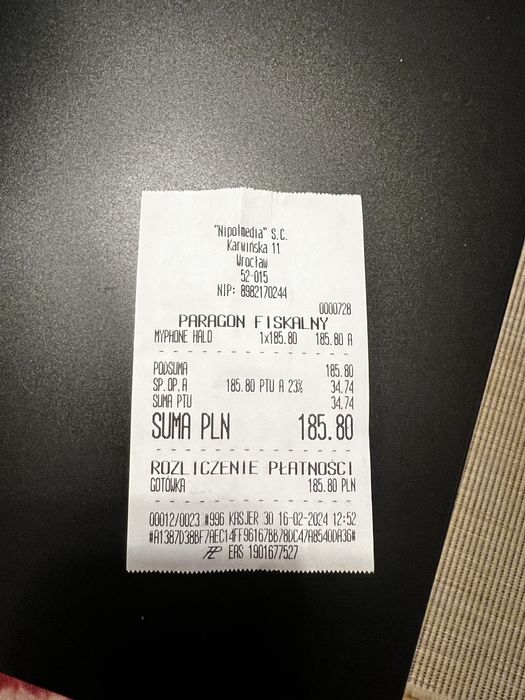 "Nipolmedia" S.C.
Karwińska 11
Wrocław
52-015
NIP: 8982170244
0000728
PARAGON FISKALNY
MYPHONE HALO 1x185.80 185.80 A
PODSUMA 185.80
SP.OP.A 185.80 PTU A 23% 34.74
SUMA PTU 34.74
SUMA PLN 185.80
ROZLICZENIE PŁATNOŚCI
GOTÓWKA 185.80 PLN
00012/0023 #996 KASJER 30 16-02-2024 12:52
#A1387D38BF7AEC14FF96167BB78DC47A8540DA36#
EAS 1901677527